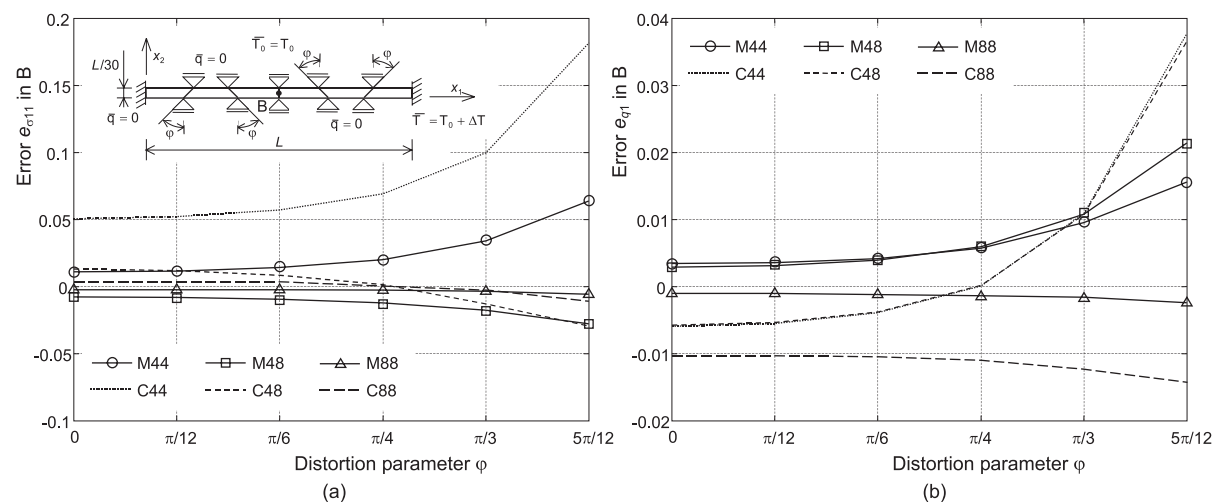 0.2
0.15
0.1
0.05
0
-0.05
-0.1
Error e_σ11 in B
L/30
x₂
q̄ = 0
T̄₀ = T₀
φ
φ
B
x₁
q̄ = 0
φ
φ
q̄ = 0
T̄ = T₀ + ΔT
L
M44
M48
M88
C44
C48
C88
0
π/12
π/6
π/4
π/3
5π/12
Distortion parameter φ
(a)
0.04
0.03
0.02
0.01
0
-0.01
-0.02
Error e_q1 in B
M44
M48
M88
C44
C48
C88
0
π/12
π/6
π/4
π/3
5π/12
Distortion parameter φ
(b)